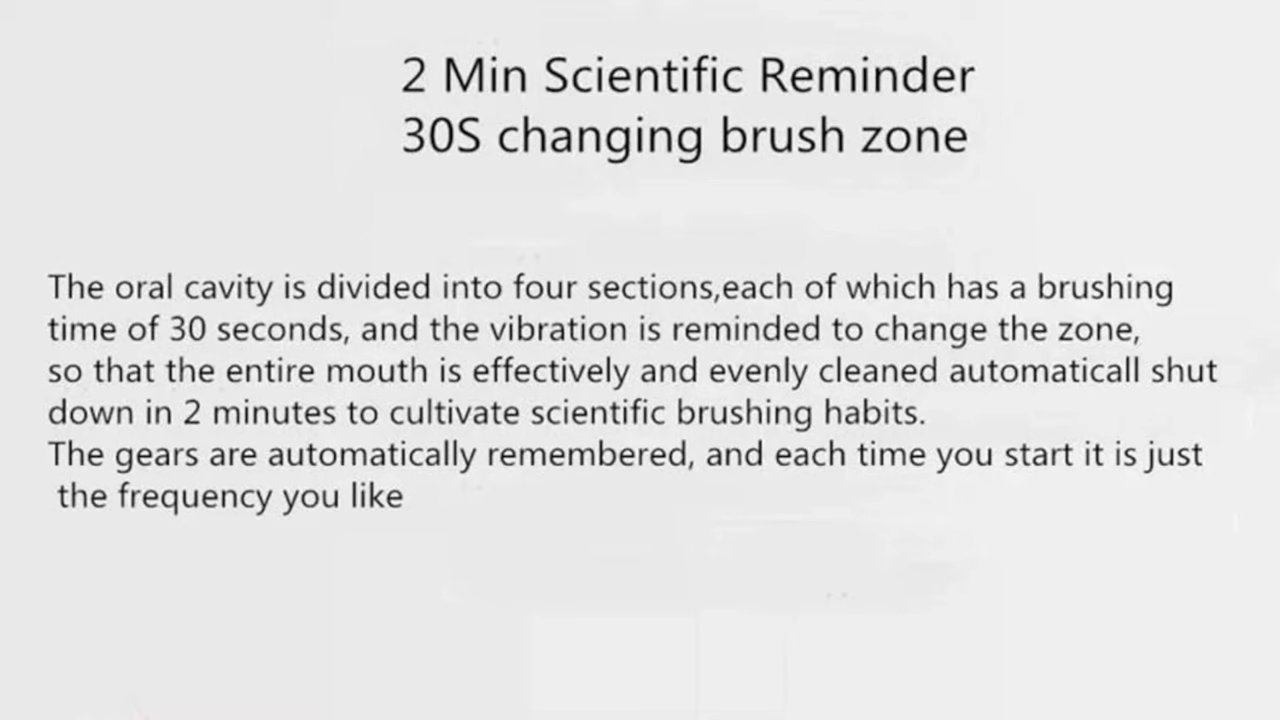 2 Min Scientific Reminder
30S changing brush zone
The oral cavity is divided into four sections,each of which has a brushing
time of 30 seconds, and the vibration is reminded to change the zone,
so that the entire mouth is effectively and evenly cleaned automaticall shut
down in 2 minutes to cultivate scientific brushing habits.
The gears are automatically remembered, and each time you start it is just
the frequency you like